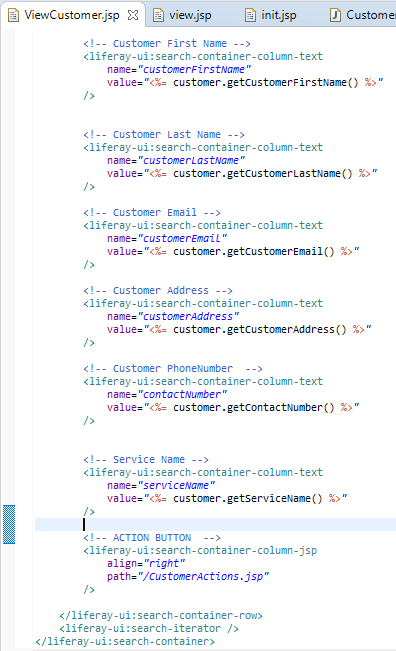 ViewCustomer.jsp view.jsp init.jsp Customer
<!-- Customer First Name -->
<liferay-ui:search-container-column-text
name="customerFirstName"
value="<%= customer.getCustomerFirstName() %>"
/>
<!-- Customer Last Name -->
<liferay-ui:search-container-column-text
name="customerLastName"
value="<%= customer.getCustomerLastName() %>"
/>
<!-- Customer Email -->
<liferay-ui:search-container-column-text
name="customerEmail"
value="<%= customer.getCustomerEmail() %>"
/>
<!-- Customer Address -->
<liferay-ui:search-container-column-text
name="customerAddress"
value="<%= customer.getCustomerAddress() %>"
/>
<!-- Customer PhoneNumber  -->
<liferay-ui:search-container-column-text
name="contactNumber"
value="<%= customer.getContactNumber() %>"
/>
<!-- Service Name -->
<liferay-ui:search-container-column-text
name="serviceName"
value="<%= customer.getServiceName() %>"
/>
<!-- ACTION BUTTON  -->
<liferay-ui:search-container-column-jsp
align="right"
path="/CustomerActions.jsp"
/>
</liferay-ui:search-container-row>
<liferay-ui:search-iterator />
</liferay-ui:search-container>